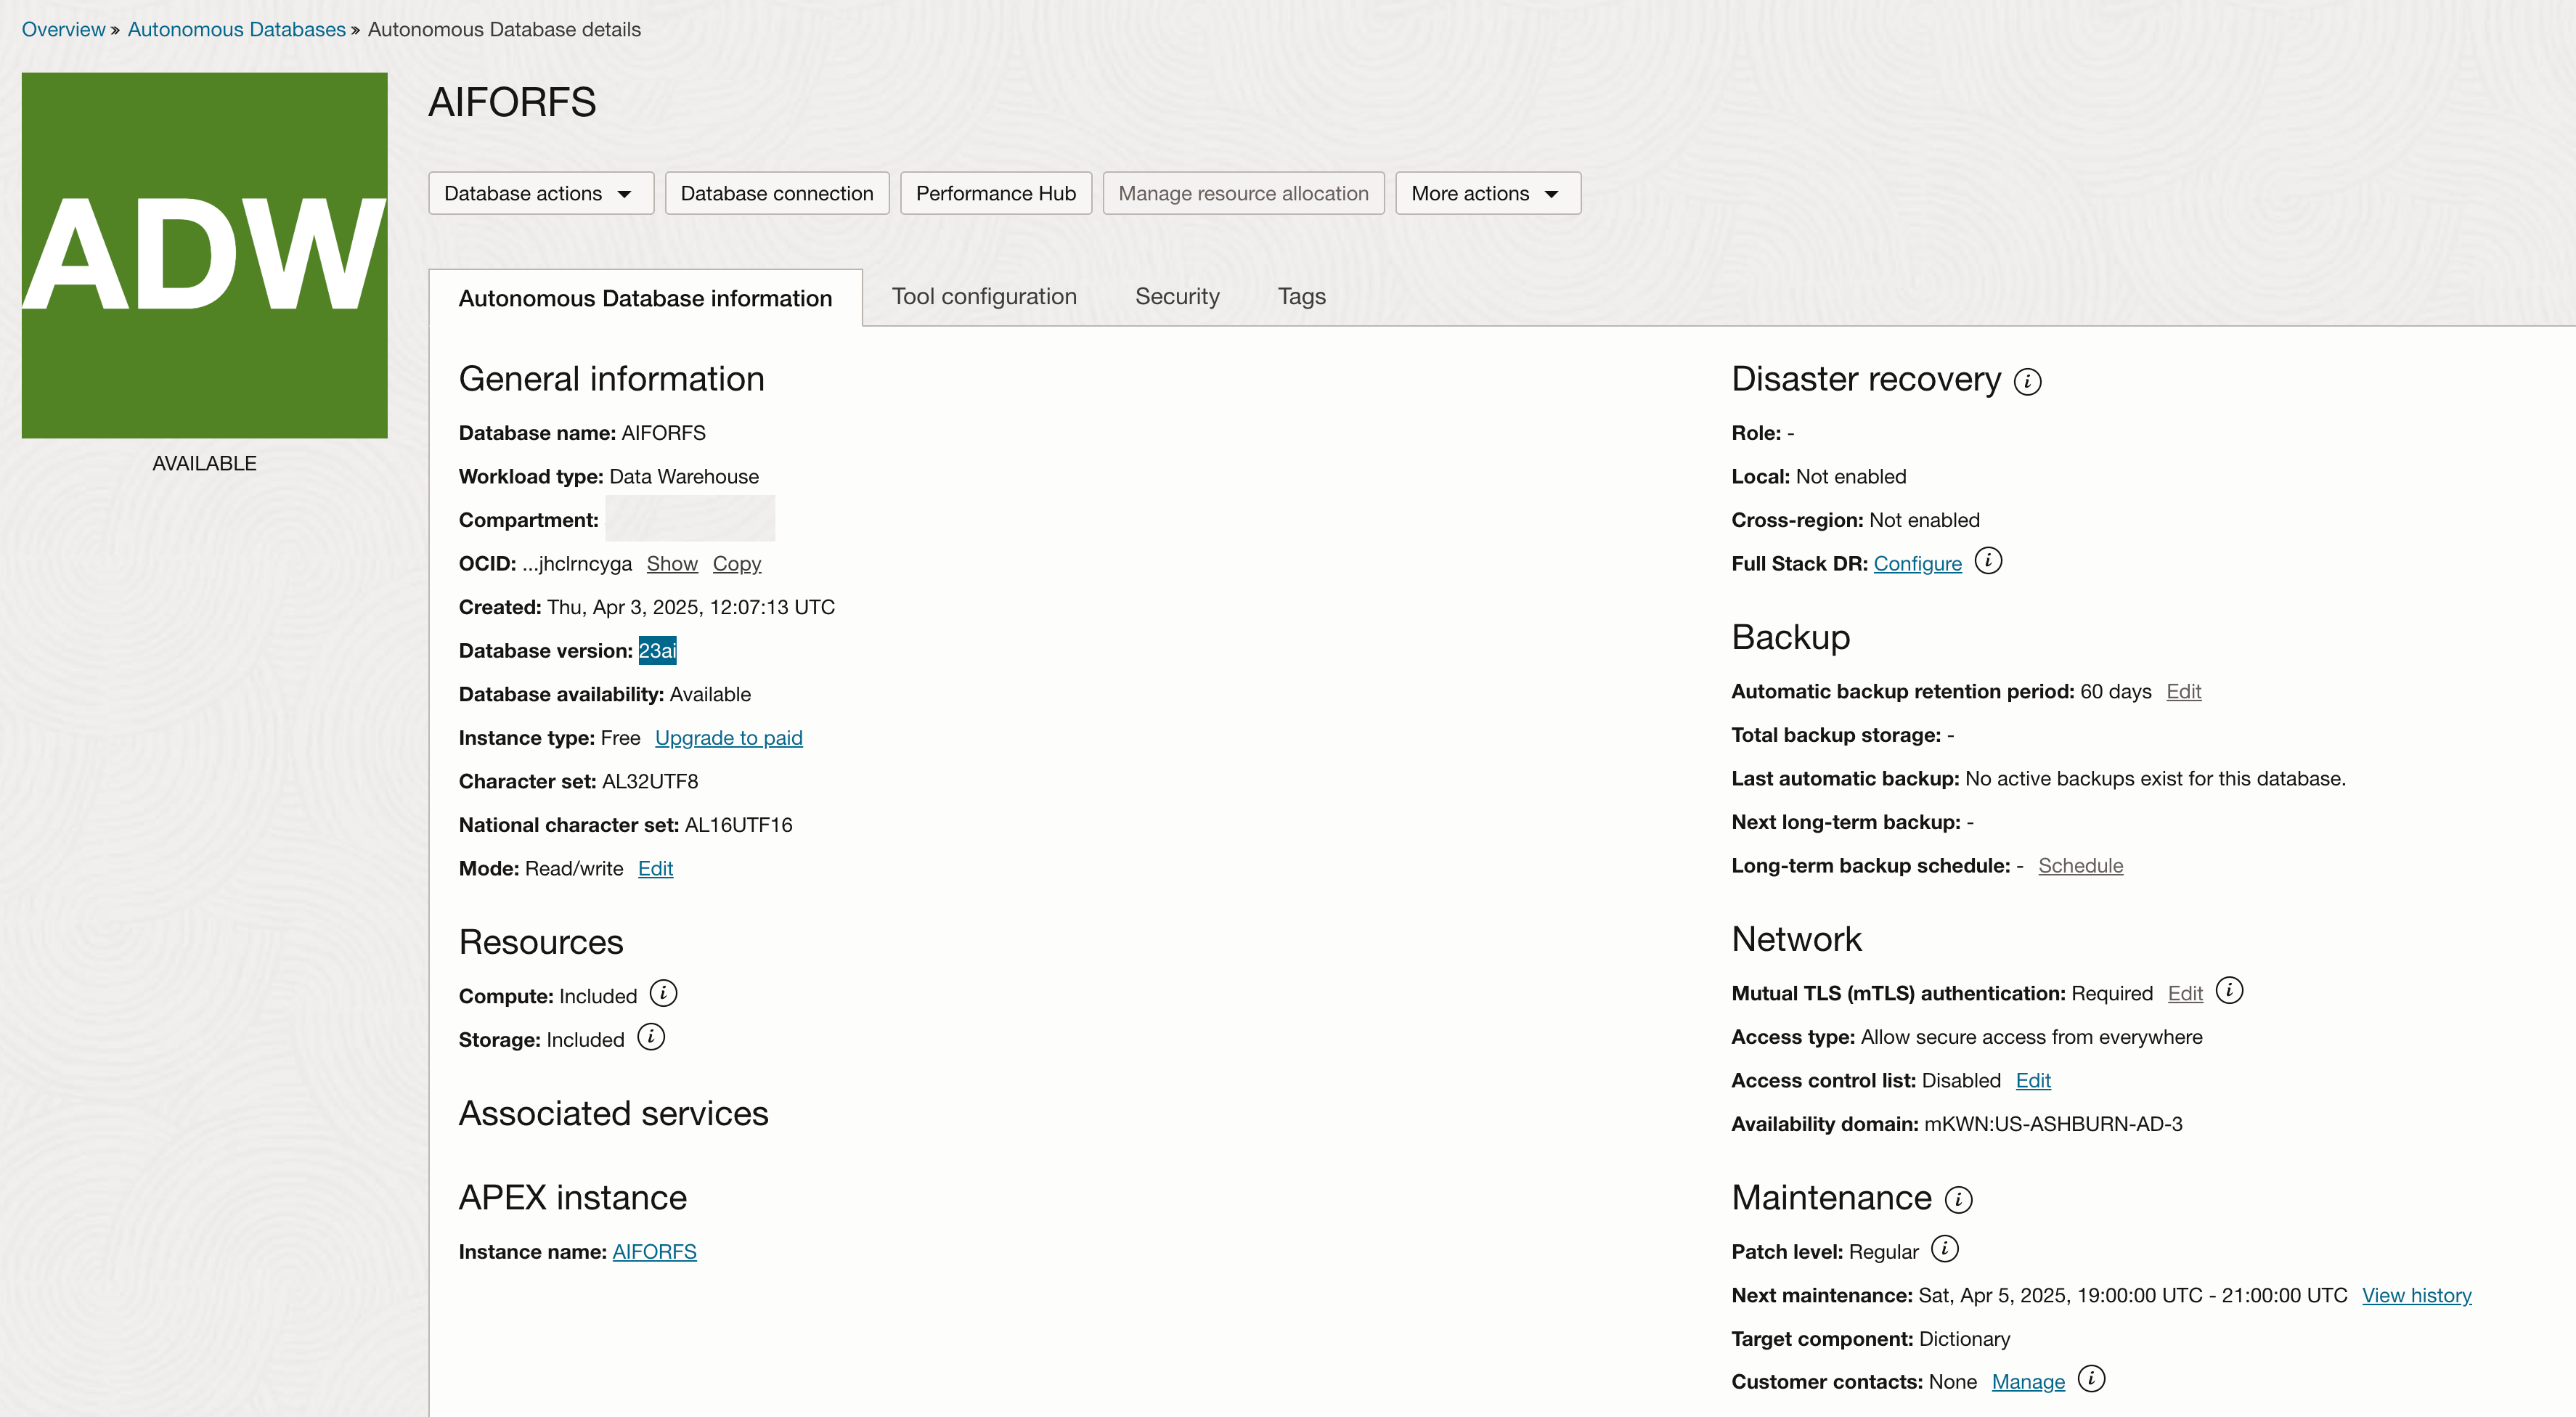 Overview » Autonomous Databases » Autonomous Database details
ADW
AVAILABLE
AIFORFS
Database actions Database connection Performance Hub Manage resource allocation More actions
Autonomous Database information Tool configuration Security Tags
General information
Database name: AIFORFS
Workload type: Data Warehouse
Compartment:
OCID: ...jhclrncyga Show Copy
Created: Thu, Apr 3, 2025, 12:07:13 UTC
Database version: 23ai
Database availability: Available
Instance type: Free Upgrade to paid
Character set: AL32UTF8
National character set: AL16UTF16
Mode: Read/write Edit
Resources
Compute: Included i
Storage: Included i
Associated services
APEX instance
Instance name: AIFORFS
Disaster recovery i
Role: -
Local: Not enabled
Cross-region: Not enabled
Full Stack DR: Configure i
Backup
Automatic backup retention period: 60 days Edit
Total backup storage: -
Last automatic backup: No active backups exist for this database.
Next long-term backup: -
Long-term backup schedule: - Schedule
Network
Mutual TLS (mTLS) authentication: Required Edit i
Access type: Allow secure access from everywhere
Access control list: Disabled Edit
Availability domain: mKWN:US-ASHBURN-AD-3
Maintenance i
Patch level: Regular i
Next maintenance: Sat, Apr 5, 2025, 19:00:00 UTC - 21:00:00 UTC View history
Target component: Dictionary
Customer contacts: None Manage i